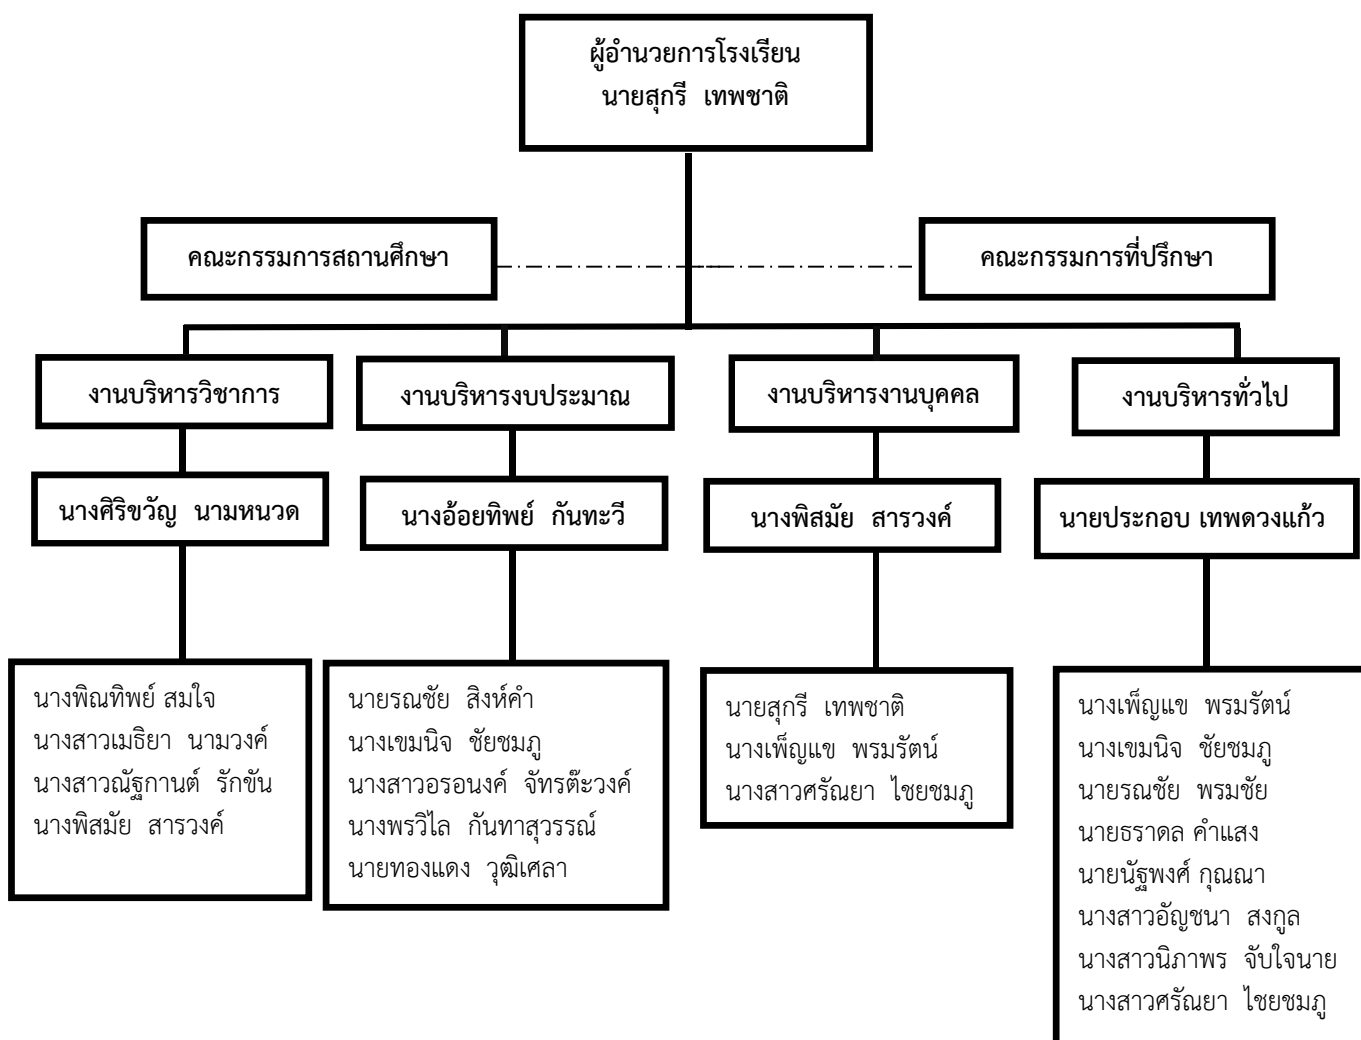 ผู้อำนวยการโรงเรียน
นายสุกรี เทพชาติ
คณะกรรมการสถานศึกษา
คณะกรรมการที่ปรึกษา
งานบริหารวิชาการ
งานบริหารงบประมาณ
งานบริหารงานบุคคล
งานบริหารทั่วไป
นางศิริขวัญ นามหนวด
นางอ้อยทิพย์ กันทะวี
นางพิสมัย สารวงค์
นายประกอบ เทพดวงแก้ว
นางพิณทิพย์ สมใจ
นางสาวเมธิยา นามวงค์
นางสาวณัฐกานต์ รักขัน
นางพิสมัย สารวงค์
นายรณชัย สิงห์คำ
นางเขมนิจ ชัยชมภู
นางสาวอรอนงค์ จัทรต๊ะวงค์
นางพรวิไล กันทาสุวรรณ์
นายทองแดง วุฒิเศลา
นายสุกรี เทพชาติ
นางเพ็ญแข พรมรัตน์
นางสาวศรัณยา ไชยชมภู
นางเพ็ญแข พรมรัตน์
นางเขมนิจ ชัยชมภู
นายรณชัย พรมชัย
นายธราดล คำแสง
นายนัฐพงศ์ กุณณา
นางสาวอัญชนา สงกูล
นางสาวนิภาพร จับใจนาย
นางสาวศรัณยา ไชยชมภู